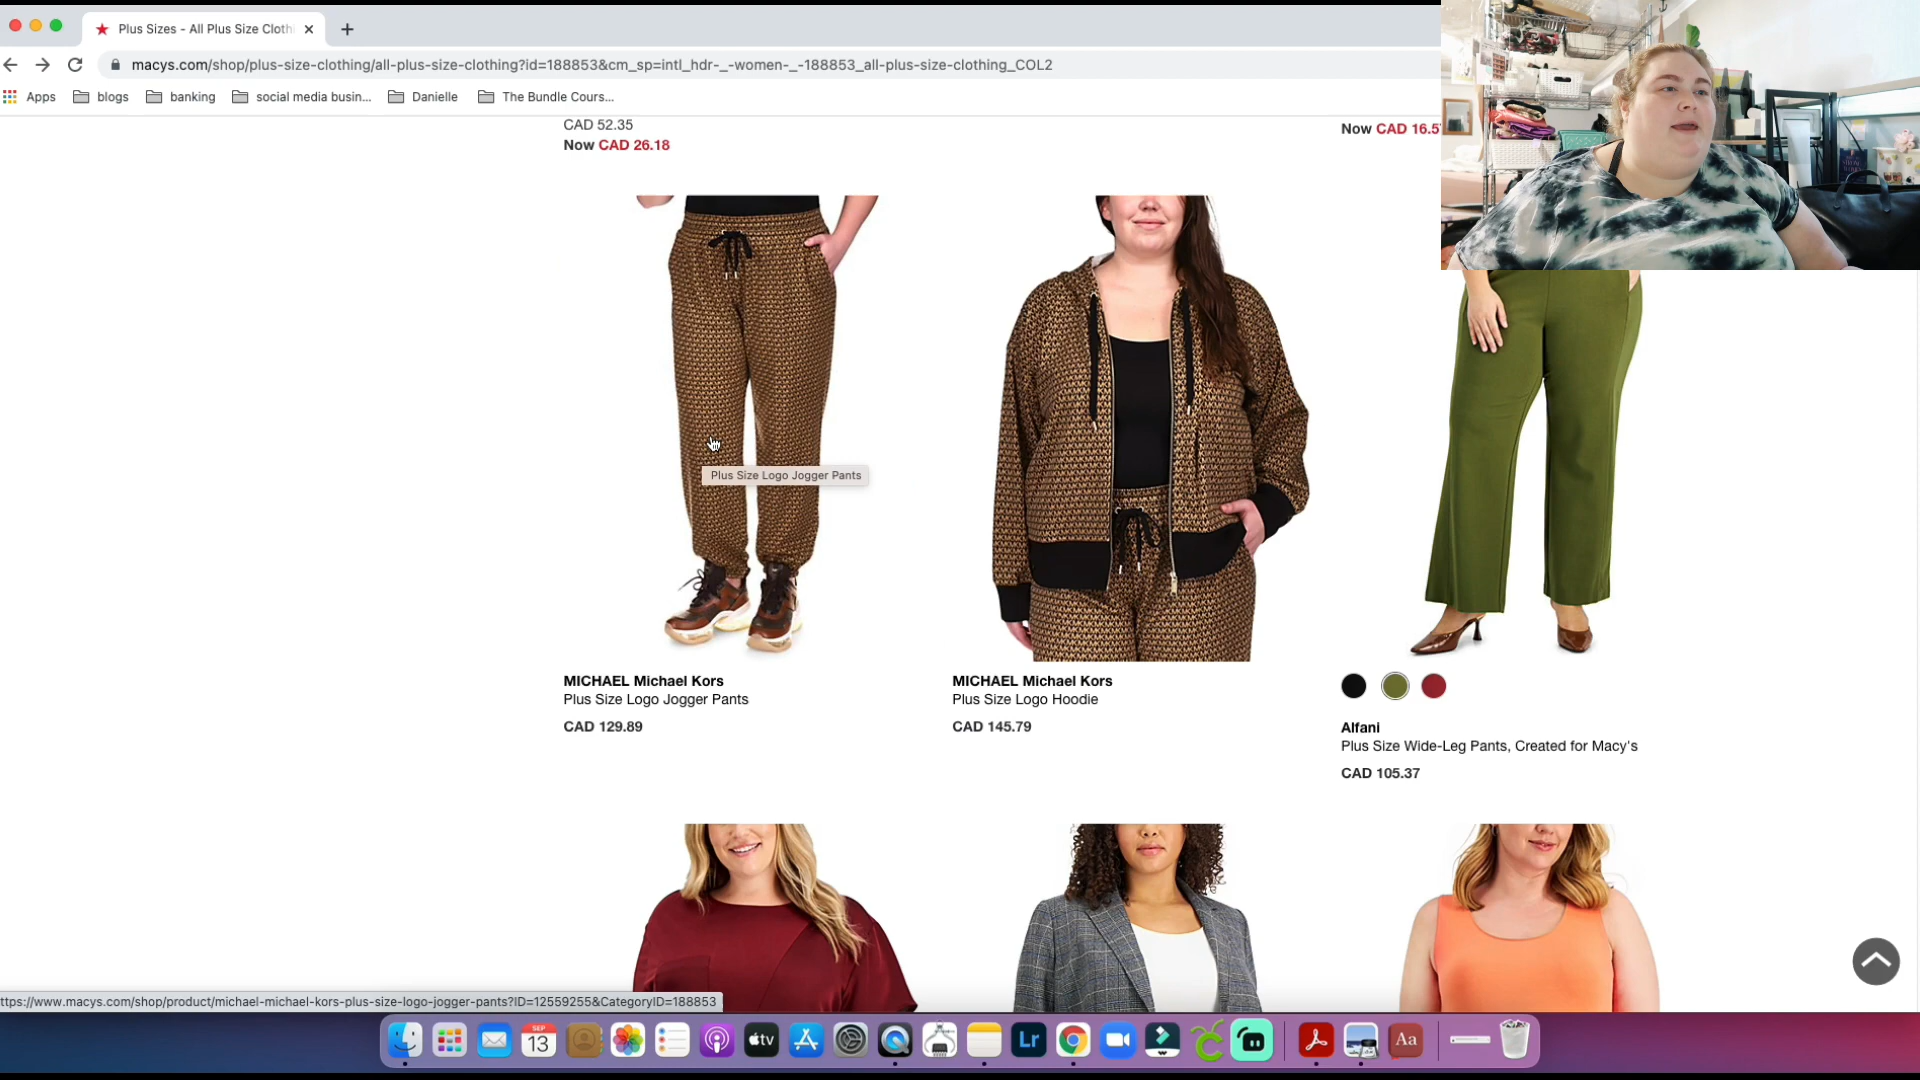 Plus Sizes - All Plus Size Cloth
macys.com/shop/plus-size-clothing/all-plus-size-clothing?id=188853&cm_sp=intl_hdr-_-women-_-188853_all-plus-size-clothing_COL2
Apps blogs banking social media busin... Danielle The Bundle Cours...
CAD 52.35
Now CAD 26.18
Now CAD 16.5
Plus Size Logo Jogger Pants
MICHAEL Michael Kors
Plus Size Logo Jogger Pants
CAD 129.89
MICHAEL Michael Kors
Plus Size Logo Hoodie
CAD 145.79
Alfani
Plus Size Wide-Leg Pants, Created for Macy's
CAD 105.37
ttps://www.macys.com/shop/product/michael-michael-kors-plus-size-logo-jogger-pants?ID=12559255&CategoryID=188853
SEP
13
tv
Lr
Aa